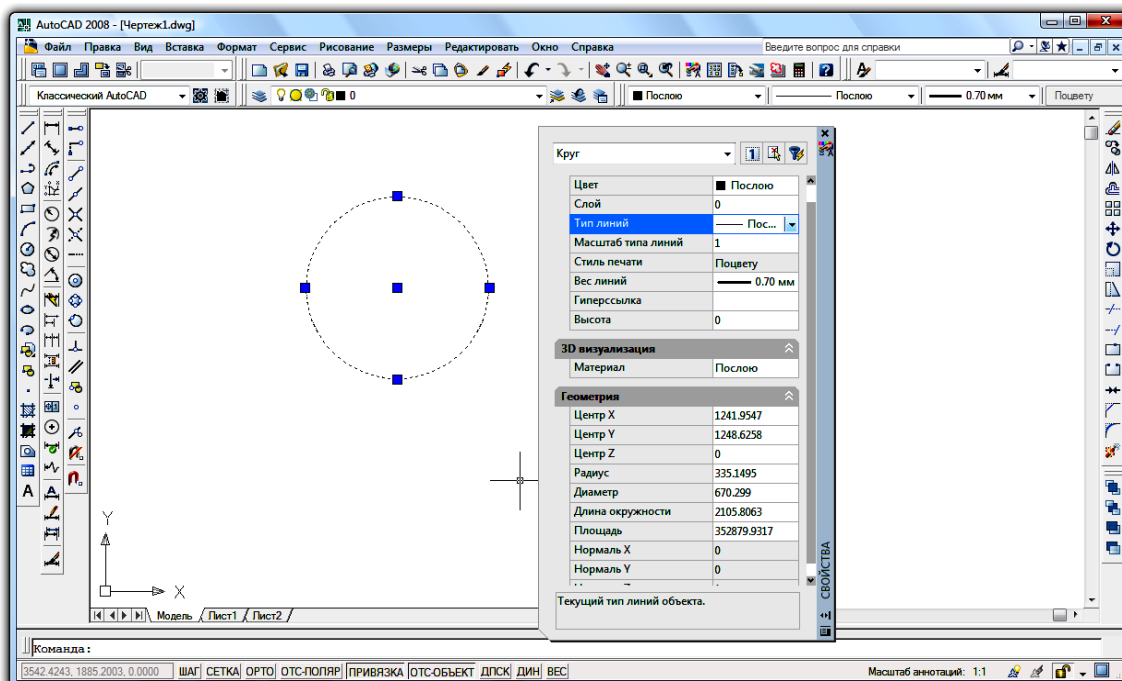 AutoCAD 2008 - [Чертеж1.dwg]
Файл Правка Вид Вставка Формат Сервис Рисование Размеры Редактировать Окно Справка
Введите вопрос для справки
Классический AutoCAD
0
Послою
Послою
0.70 мм
Поцвету
Круг
Цвет Послою
Слой 0
Тип линий Пос...
Масштаб типа линий 1
Стиль печати Поцвету
Вес линий 0.70 мм
Гиперссылка
Высота 0
3D визуализация
Материал Послою
Геометрия
Центр X 1241.9547
Центр Y 1248.6258
Центр Z 0
Радиус 335.1495
Диаметр 670.299
Длина окружности 2105.8063
Площадь 352879.9317
Нормаль X 0
Нормаль Y 0
Текущий тип линий объекта.
СВОЙСТВА
Y
X
A
Модель Лист1 Лист2
Команда:
3542.4243, 1885.2003, 0.0000 ШАГ СЕТКА ОРТО ОТС-ПОЛЯР ПРИВЯЗКА ОТС-ОБЪЕКТ ДПСК ДИН ВЕС Масштаб аннотаций: 1:1